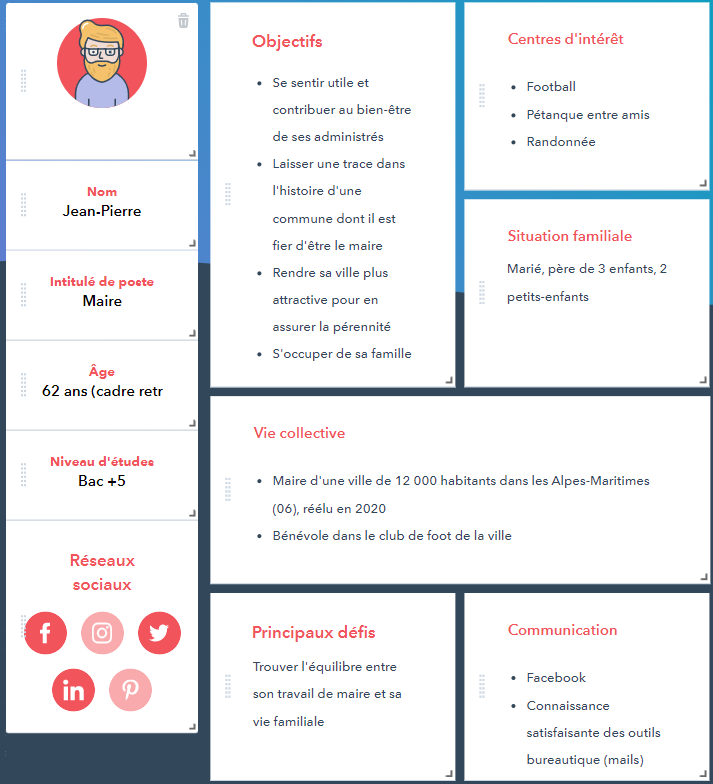 Nom
Jean-Pierre
Intitulé de poste
Maire
Âge
62 ans (cadre retr
Niveau d'études
Bac +5
Réseaux
sociaux
Objectifs
• Se sentir utile et
contribuer au bien-être
de ses administrés
• Laisser une trace dans
l'histoire d'une
commune dont il est
fier d'être le maire
• Rendre sa ville plus
attractive pour en
assurer la pérennité
• S'occuper de sa famille
Centres d'intérêt
• Football
• Pétanque entre amis
• Randonnée
Situation familiale
Marié, père de 3 enfants, 2
petits-enfants
Vie collective
• Maire d'une ville de 12 000 habitants dans les Alpes-Maritimes
(06), réélu en 2020
• Bénévole dans le club de foot de la ville
Principaux défis
Trouver l'équilibre entre
son travail de maire et sa
vie familiale
Communication
• Facebook
• Connaissance
satisfaisante des outils
bureautique (mails)